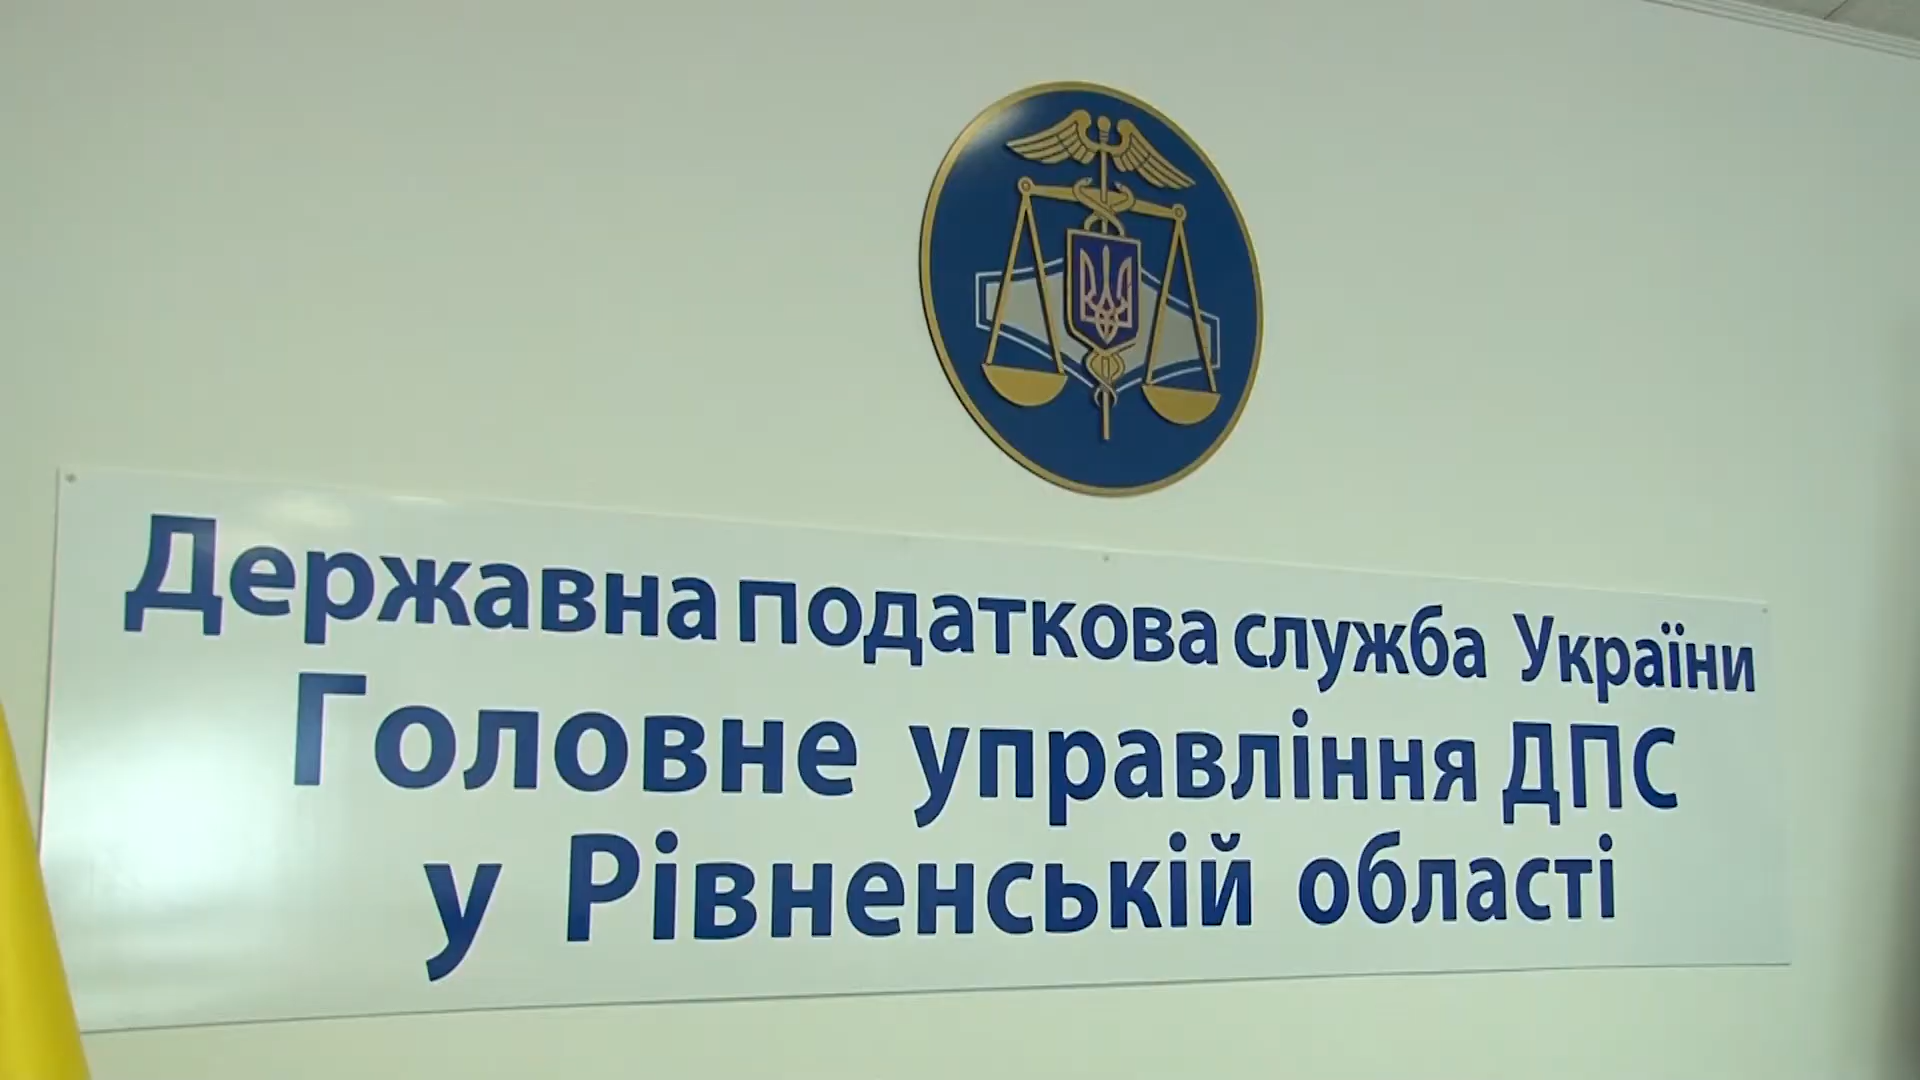 Державна податкова служба України
Головне управління ДПС
у Рівненській області